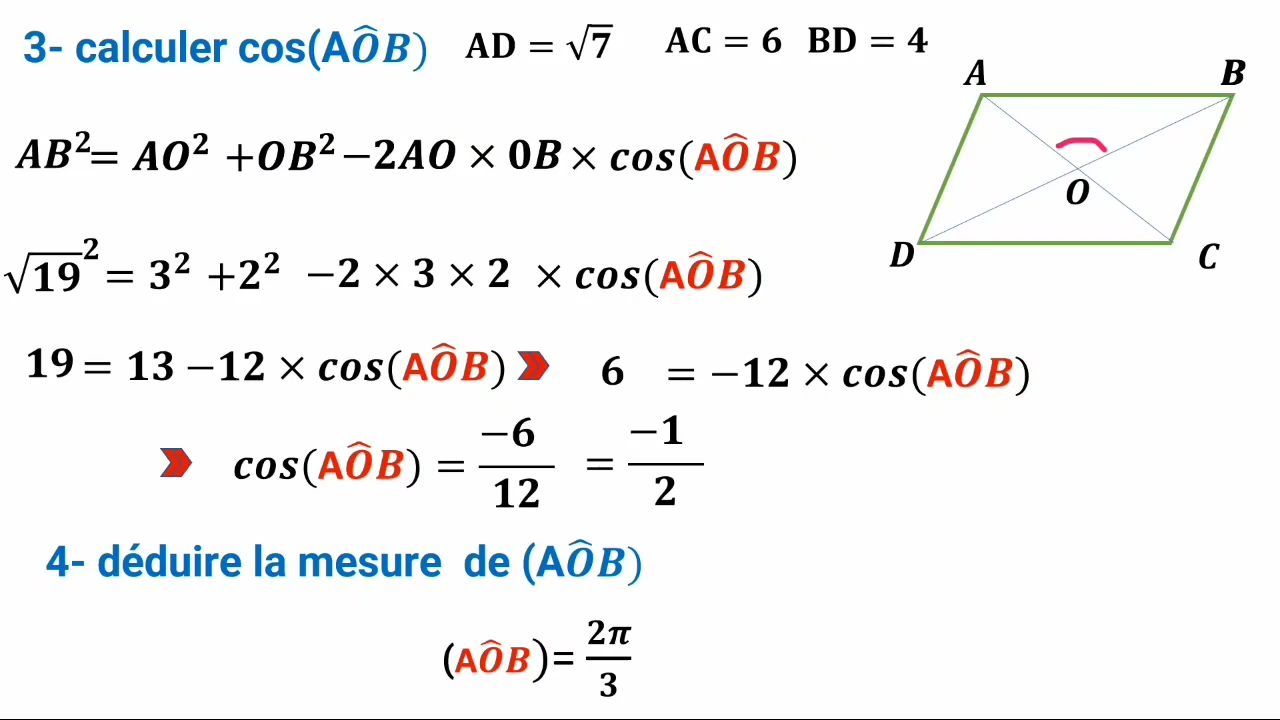 3- calculer cos(AÔB) AD = √7 AC = 6 BD = 4
A B
AB² = AO² +OB² −2AO × 0B × cos(AÔB)
O
D C
√19² = 3² +2² −2 × 3 × 2 × cos(AÔB)
19 = 13 −12 × cos(AÔB) 6 = −12 × cos(AÔB)
cos(AÔB) = −6/12 = −1/2
4- déduire la mesure de (AÔB)
(AÔB)= 2π/3